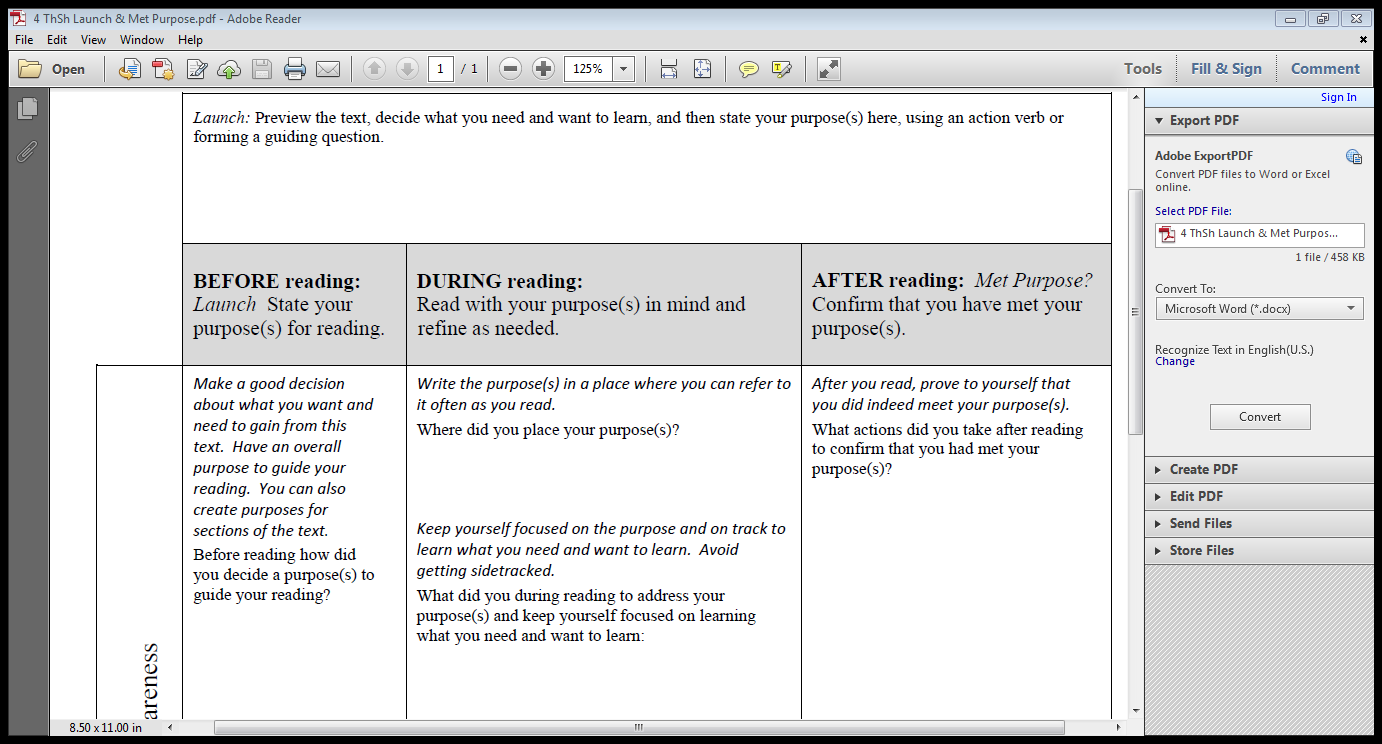 4 ThSh Launch & Met Purpose.pdf - Adobe Reader
File Edit View Window Help
Open 1 / 1 125% Tools Fill & Sign Comment
Sign In
Launch: Preview the text, decide what you need and want to learn, and then state your purpose(s) here, using an action verb or
forming a guiding question.
BEFORE reading:
Launch State your
purpose(s) for reading.
DURING reading:
Read with your purpose(s) in mind and
refine as needed.
AFTER reading: Met Purpose?
Confirm that you have met your
purpose(s).
Make a good decision
about what you want and
need to gain from this
text. Have an overall
purpose to guide your
reading. You can also
create purposes for
sections of the text.
Before reading how did
you decide a purpose(s) to
guide your reading?
Write the purpose(s) in a place where you can refer to
it often as you read.
Where did you place your purpose(s)?
Keep yourself focused on the purpose and on track to
learn what you need and want to learn. Avoid
getting sidetracked.
What did you during reading to address your
purpose(s) and keep yourself focused on learning
what you need and want to learn:
After you read, prove to yourself that
you did indeed meet your purpose(s).
What actions did you take after reading
to confirm that you had met your
purpose(s)?
areness
8.50 x 11.00 in
Export PDF
Adobe ExportPDF
Convert PDF files to Word or Excel
online.
Select PDF File:
4 ThSh Launch & Met Purpos...
1 file / 458 KB
Convert To:
Microsoft Word (*.docx)
Recognize Text in English(U.S.)
Change
Convert
Create PDF
Edit PDF
Send Files
Store Files